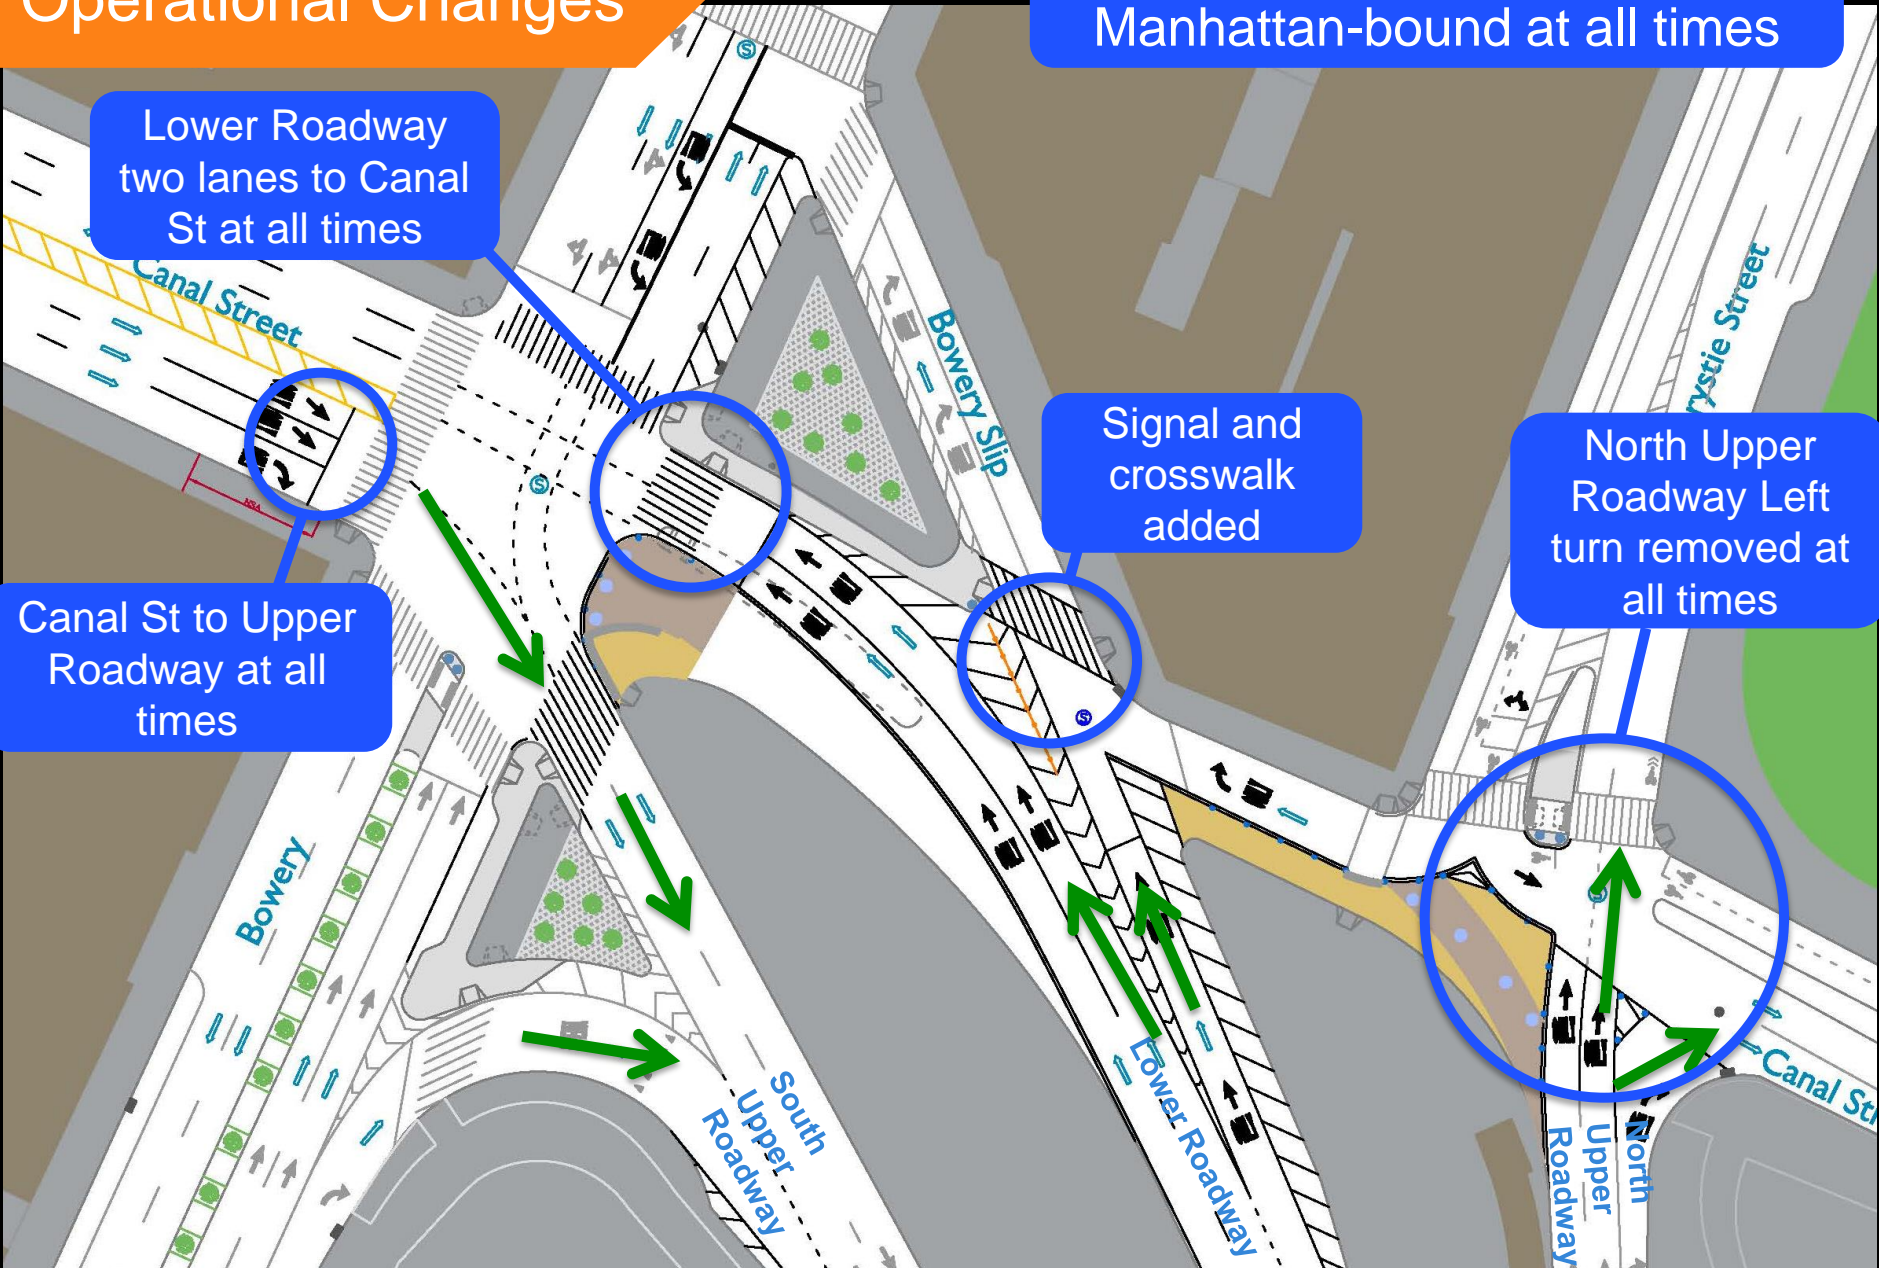 Operational Changes
Manhattan-bound at all times
Lower Roadway
two lanes to Canal
St at all times
Canal Street
Bowery Slip
rystie Street
Signal and
crosswalk
added
North Upper
Roadway Left
turn removed at
all times
Canal St to Upper
Roadway at all
times
Bowery
South
Upper
Roadway
Lower Roadway
North
Upper
Roadway
Canal St